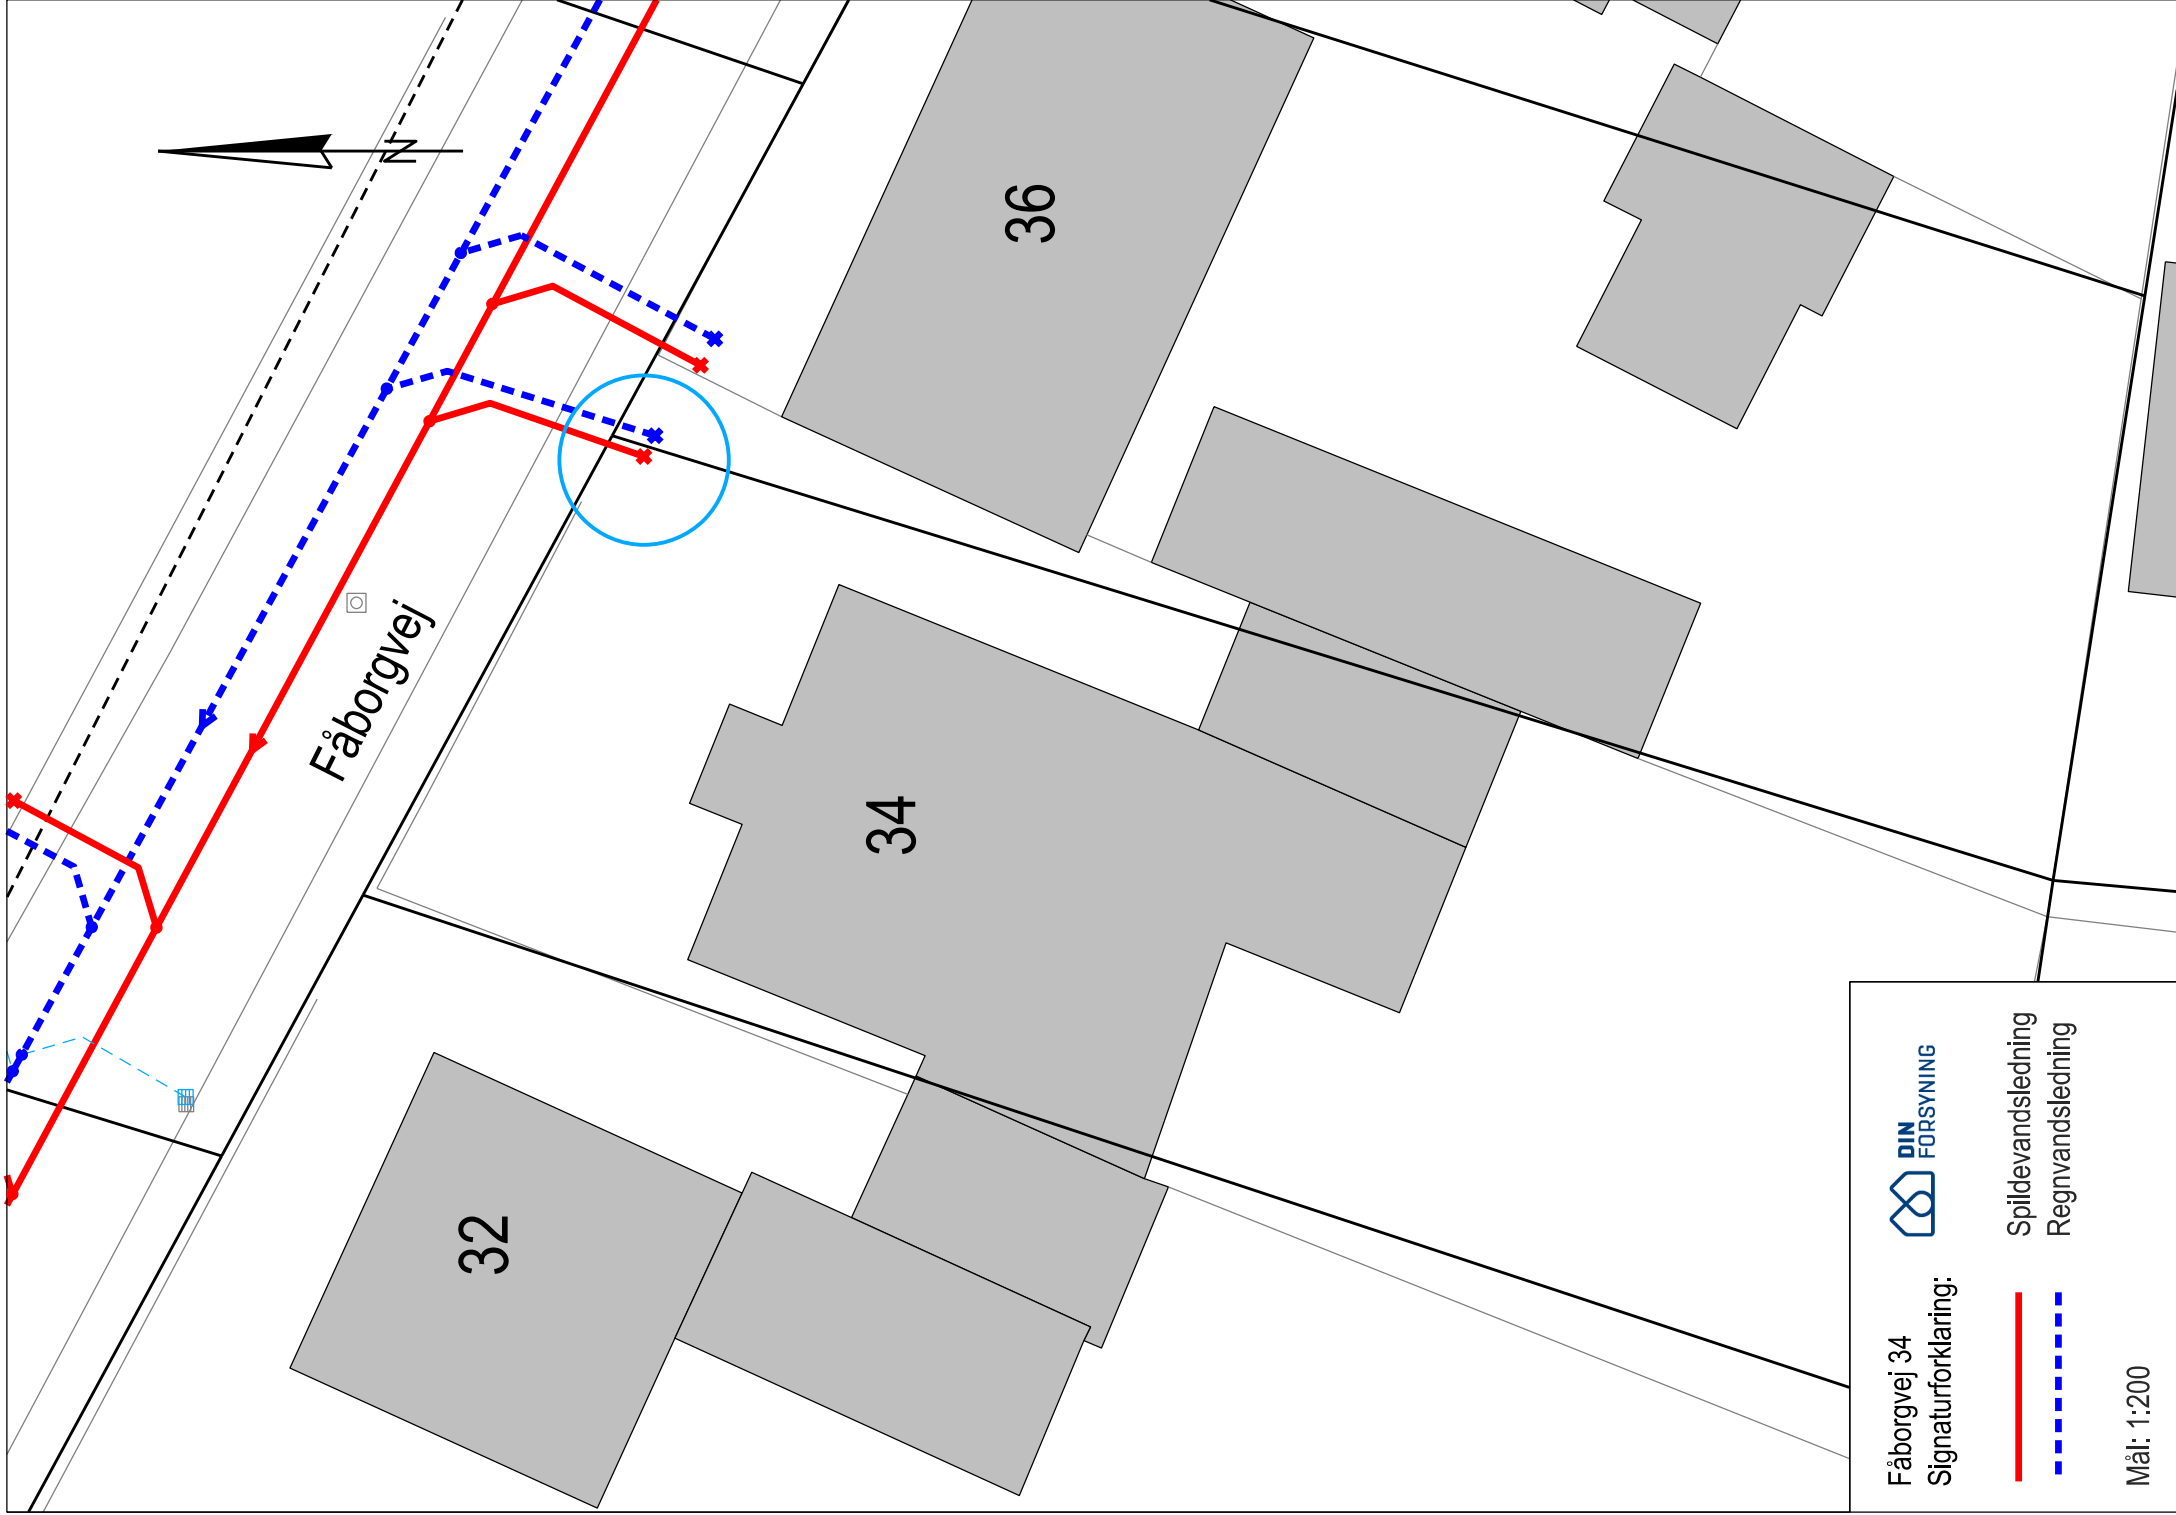 N
36
34
32
Fåborgvej
Fåborgvej 34
Signaturforklaring:
DIN
FORSYNING
Spildevandsledning
Regnvandsledning
Mål: 1:200